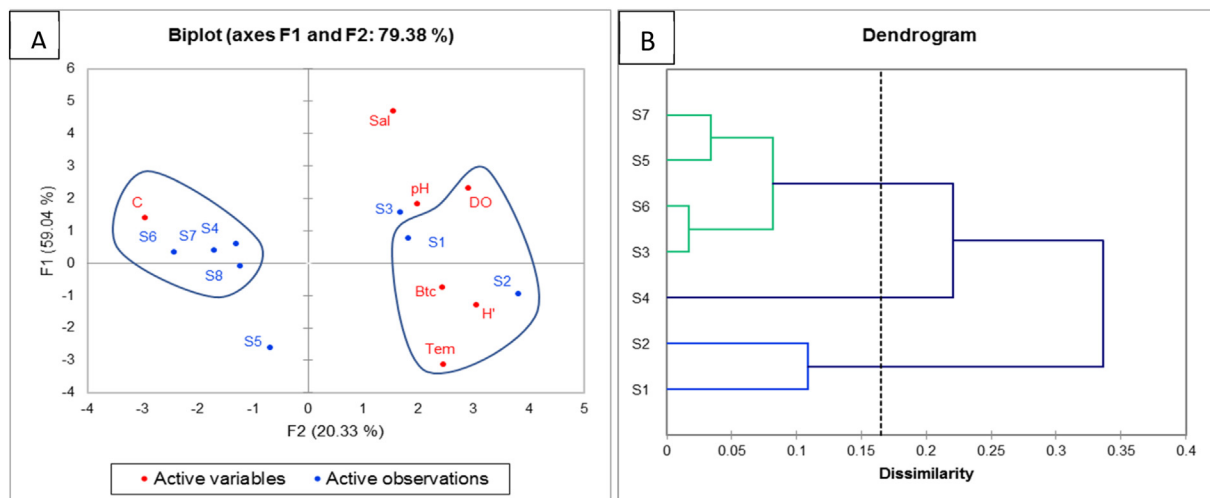 A
Biplot (axes F1 and F2: 79.38 %)
F1 (59.04 %)
6
5
4
3
2
1
0
-1
-2
-3
-4
-4
-3
-2
-1
0
1
2
3
4
5
F2 (20.33 %)
Sal
pH
DO
S3
S1
C
S6
S7
S4
S8
Btc
S2
H'
S5
Tem
Active variables
Active observations
B
Dendrogram
S7
S5
S6
S3
S4
S2
S1
0
0.05
0.1
0.15
0.2
0.25
0.3
0.35
0.4
Dissimilarity